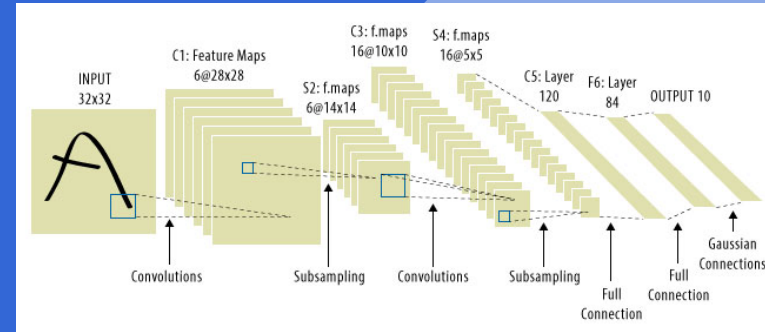 INPUT
32x32
C1: Feature Maps
6@28x28
S2: f.maps
6@14x14
C3: f.maps
16@10x10
S4: f.maps
16@5x5
C5: Layer
120
F6: Layer
84
OUTPUT 10
A
Convolutions
Subsampling
Convolutions
Subsampling
Full
Connection
Full
Connection
Gaussian
Connections